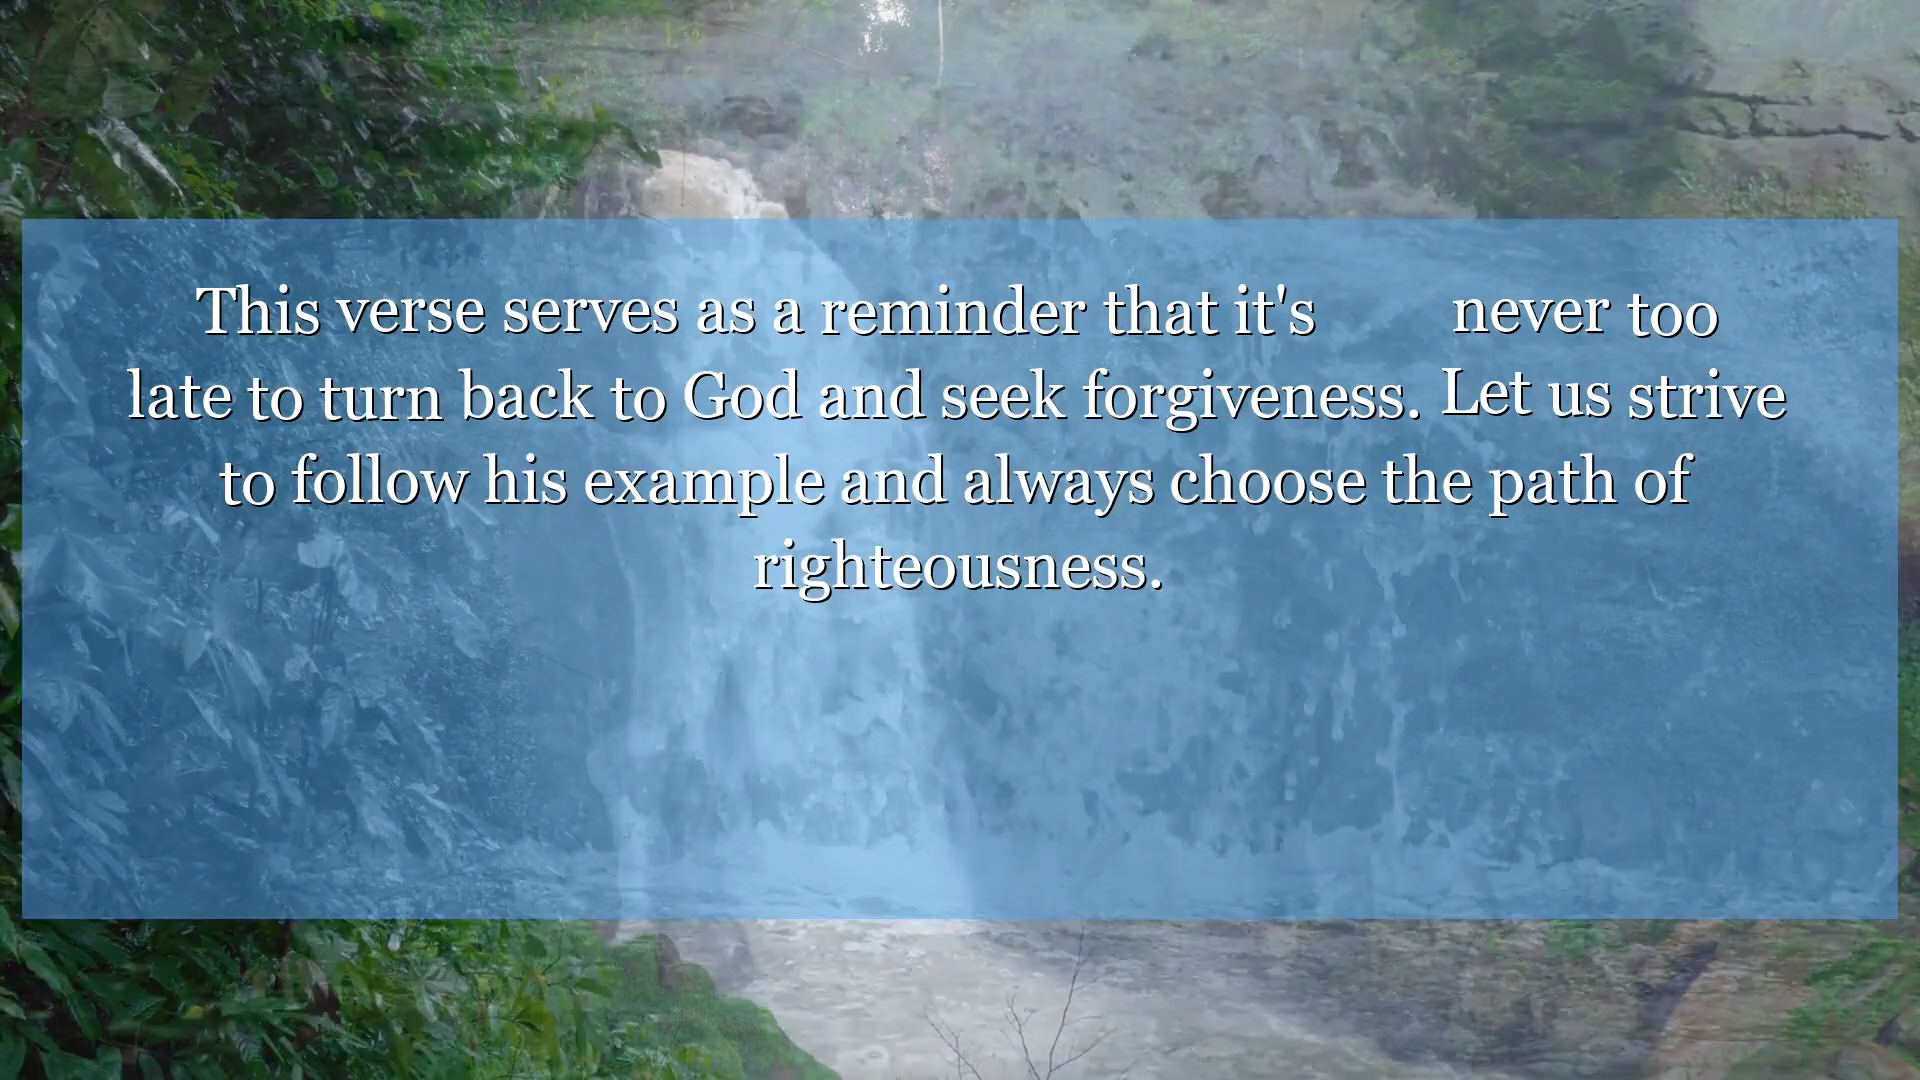 This verse serves as a reminder that it's never too
late to turn back to God and seek forgiveness. Let us strive
to follow his example and always choose the path of
righteousness.